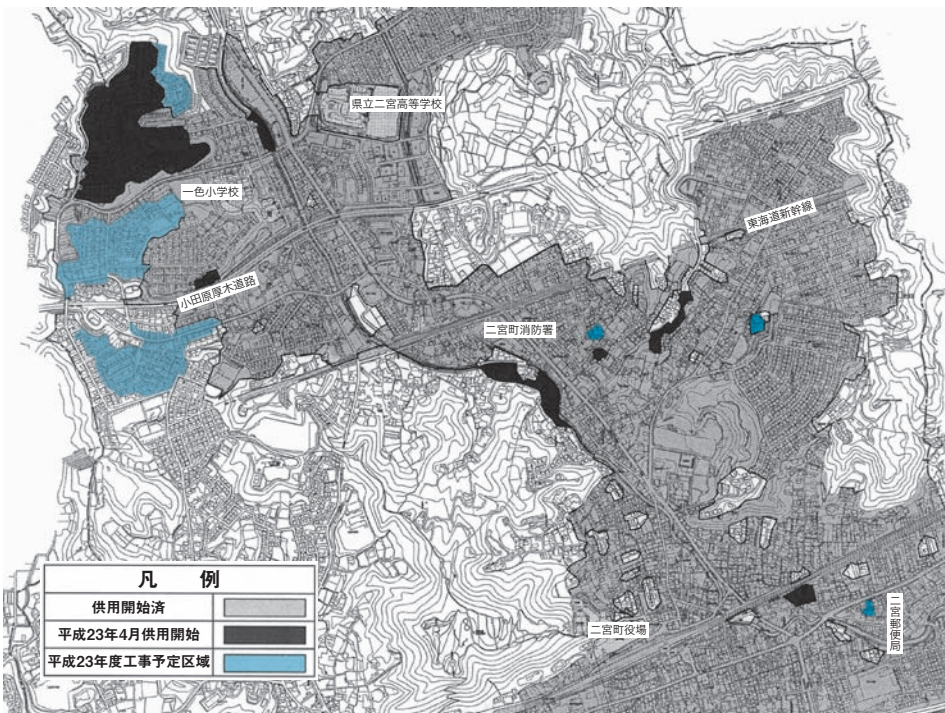 県立二宮高等学校
一色小学校
東海道新幹線
小田原厚木道路
二宮町消防署
凡 例
供用開始済
平成23年4月供用開始
平成23年度工事予定区域
二宮町役場
二宮郵便局